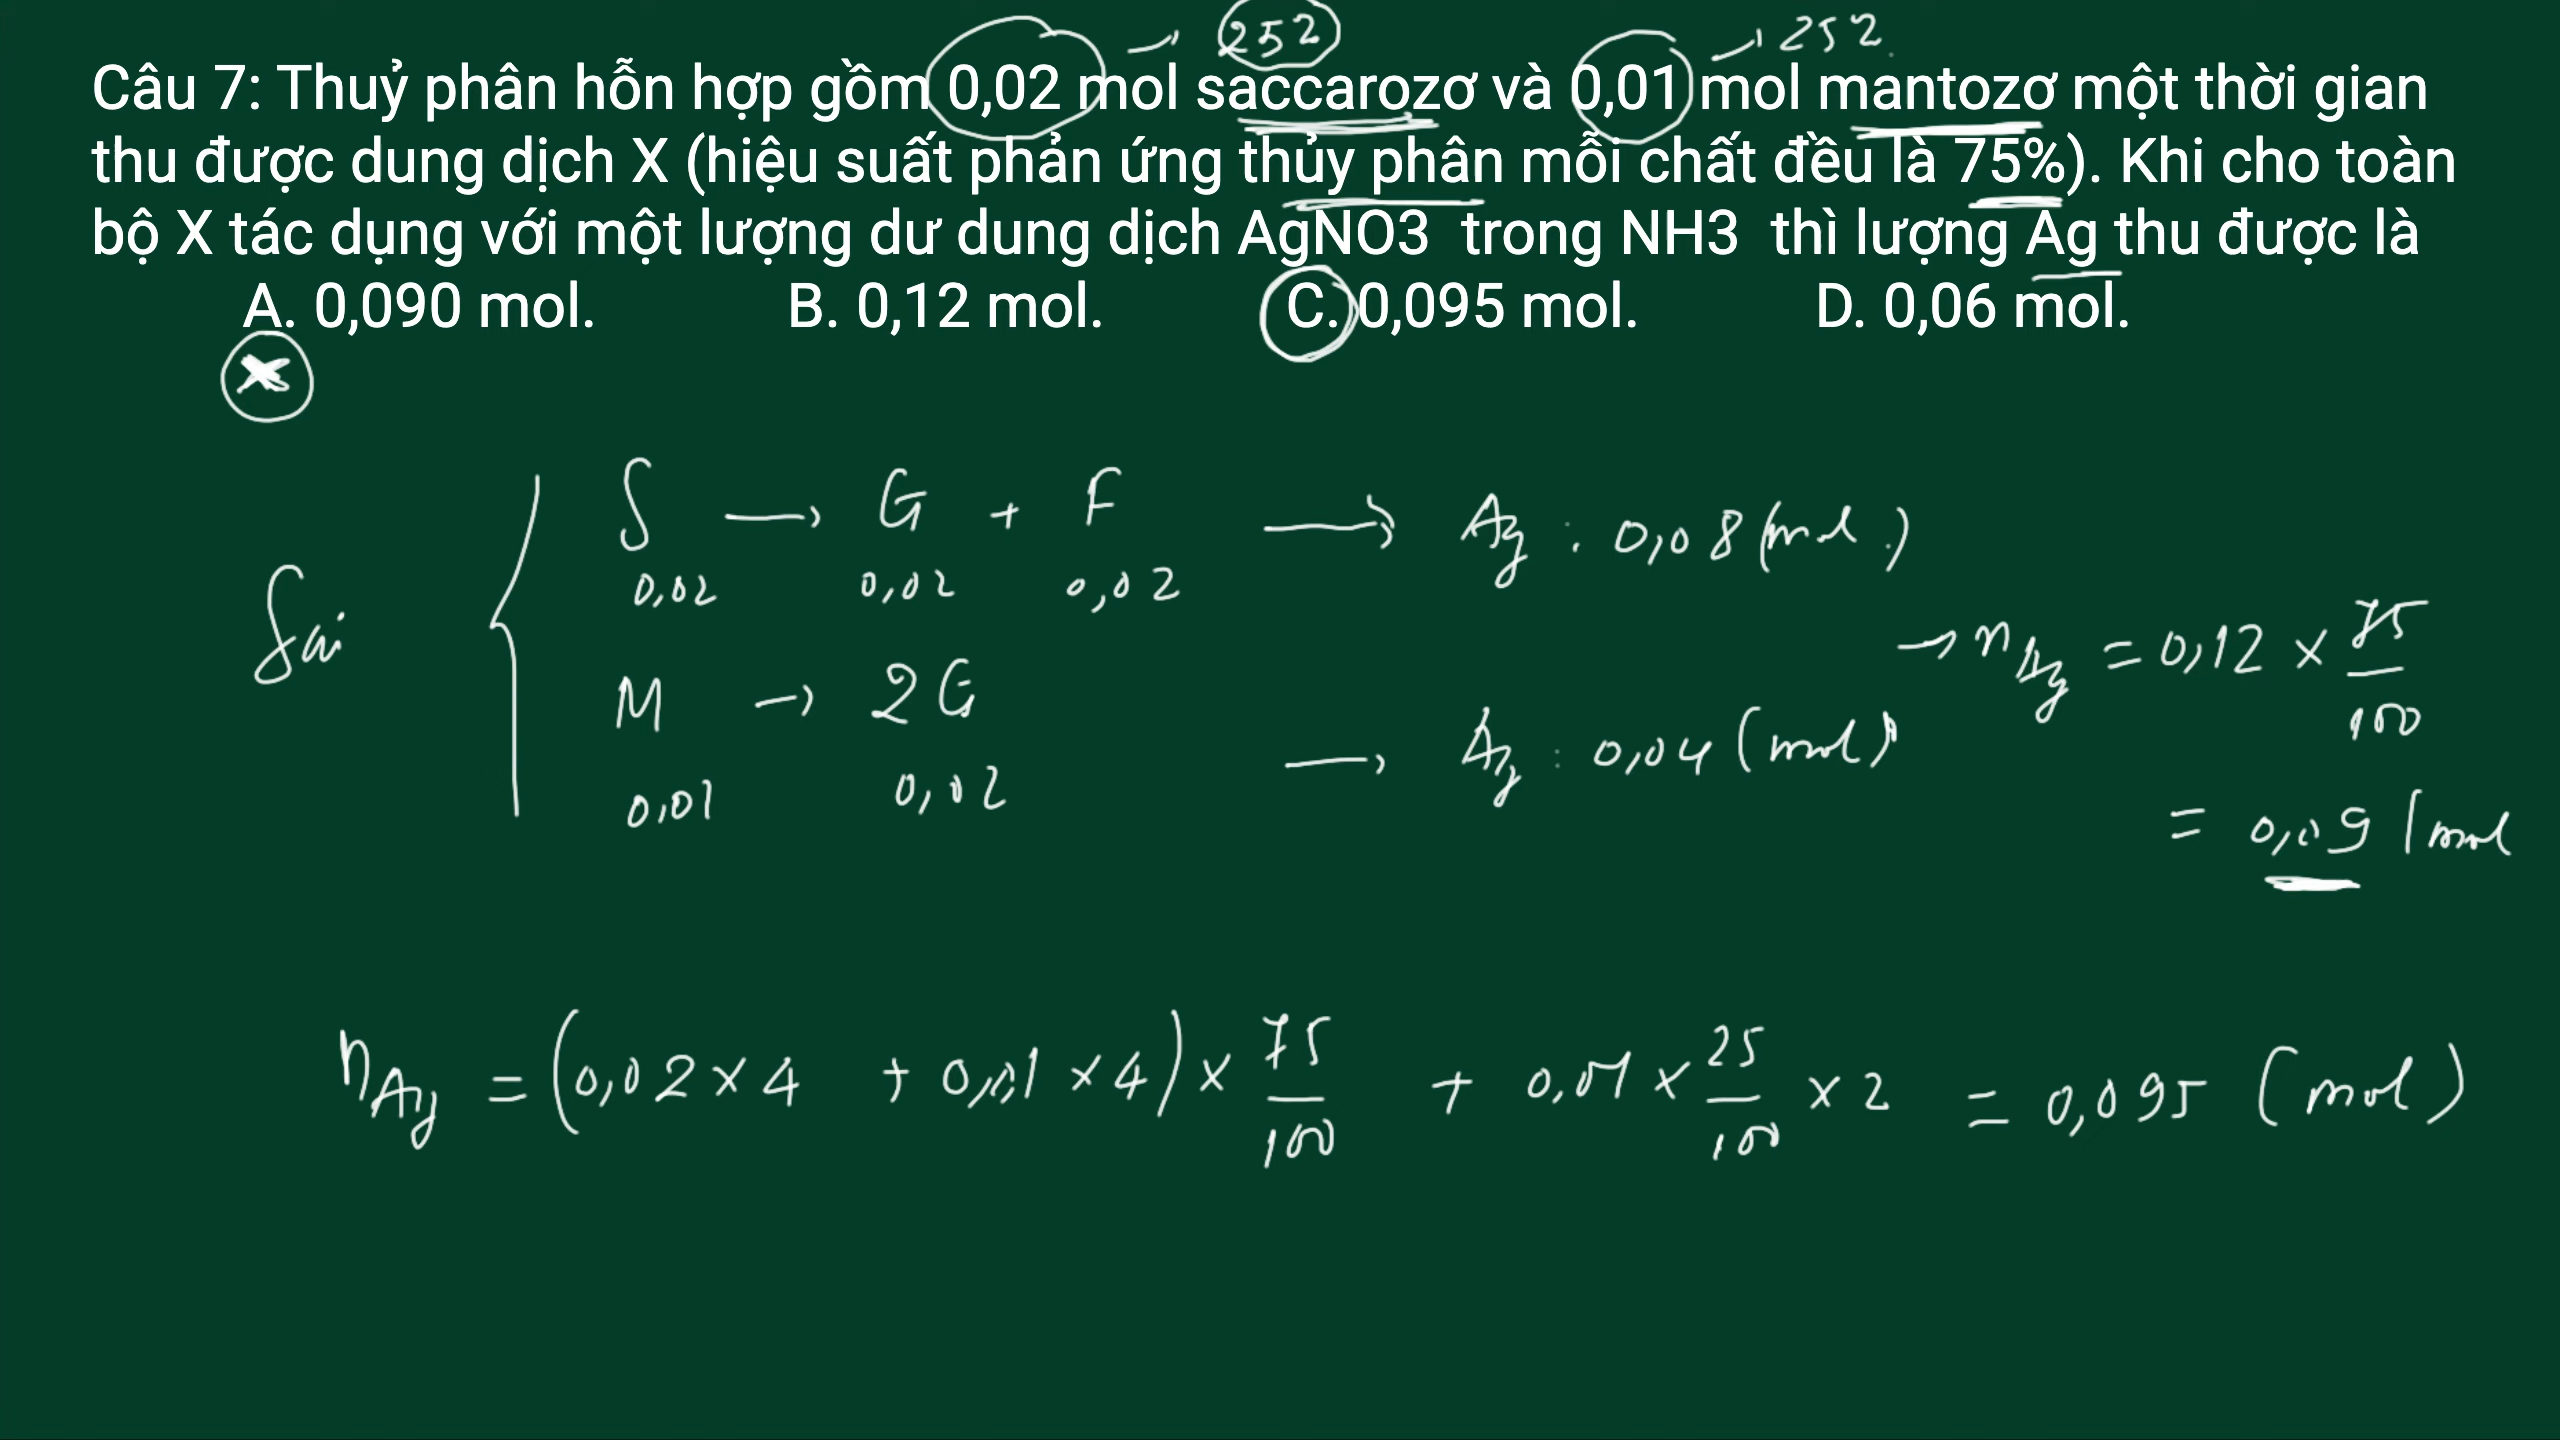 → 252 → 252
Câu 7: Thuỷ phân hỗn hợp gồm 0,02 mol saccarozơ và 0,01 mol mantozơ một thời gian
thu được dung dịch X (hiệu suất phản ứng thủy phân mỗi chất đều là 75%). Khi cho toàn
bộ X tác dụng với một lượng dư dung dịch AgNO3 trong NH3 thì lượng Ag thu được là
A. 0,090 mol. B. 0,12 mol. C. 0,095 mol. D. 0,06 mol.
S → G + F → Ag : 0,08 (mol)
0,02 0,02 0,02
Sai
→ nAg = 0,12 × 75/100
M → 2G → Ag : 0,04 (mol)
0,01 0,02
= 0,09 (mol
nAg = (0,02 × 4 + 0,01 × 4) × 75/100 + 0,01 × 25/100 × 2 = 0,095 (mol)